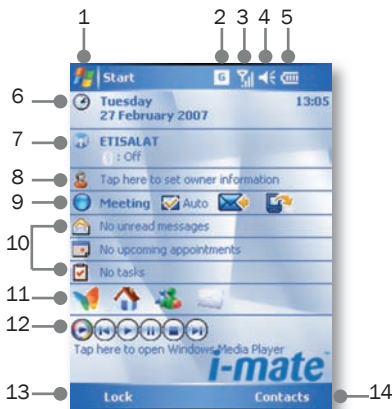 1 2 3 4 5
Start G
6 Tuesday 13:05
27 February 2007
7 ETISALAT
: Off
8 Tap here to set owner information
9 Meeting Auto
10 No unread messages
No upcoming appointments
No tasks
11
12
Tap here to open Windows Media Player
i-mate
13 Lock Contacts 14